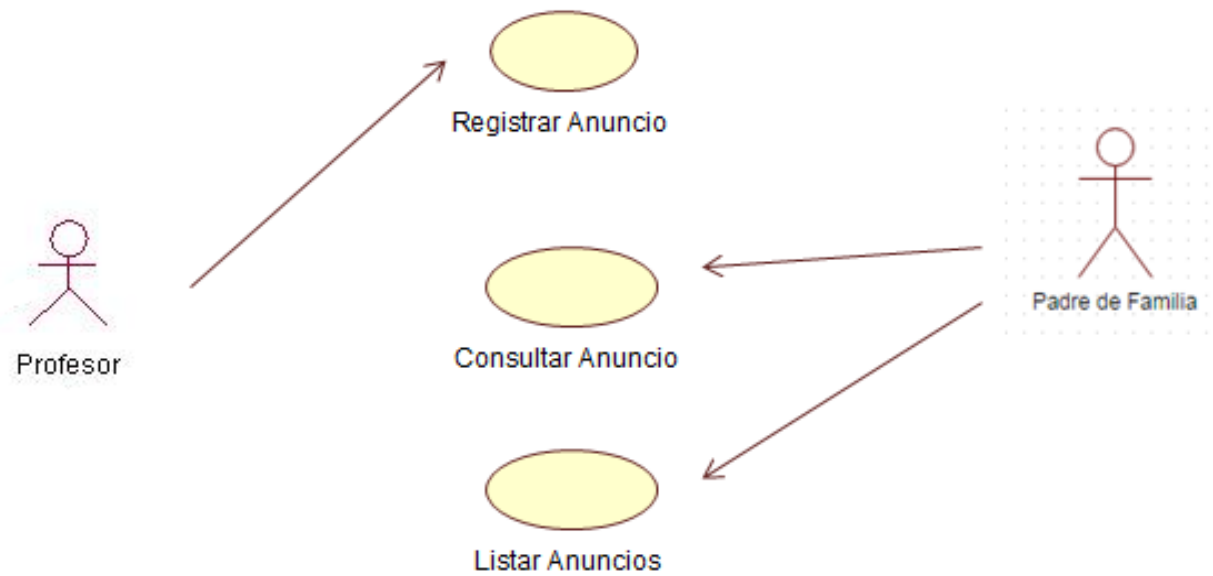 Registrar Anuncio
Profesor
Consultar Anuncio
Padre de Familia
Listar Anuncios